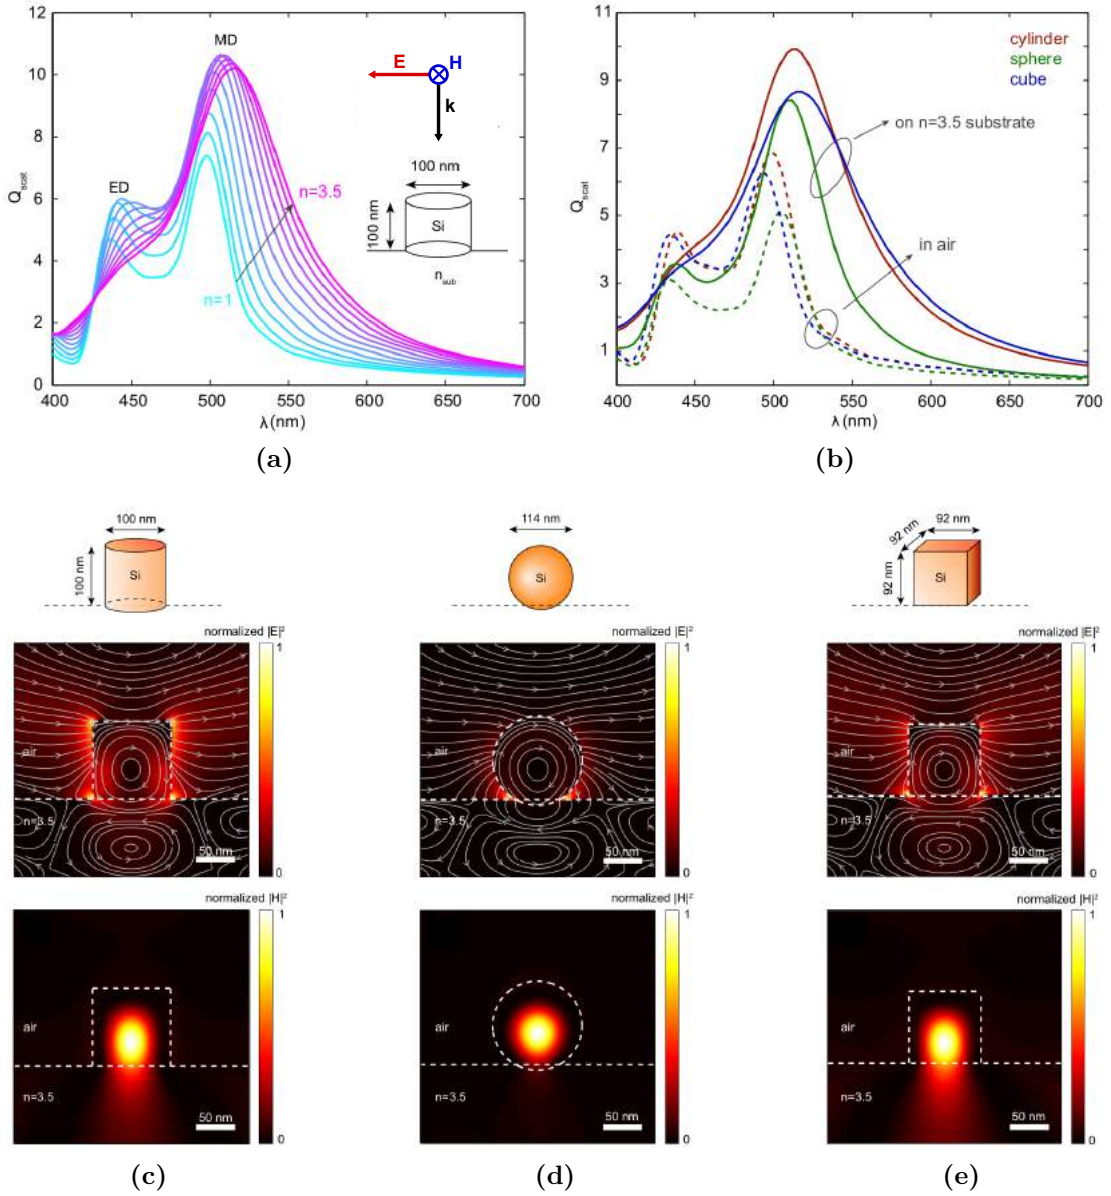 12
10
8
6
4
2
0
Q_scat
ED
MD
n=1
n=3.5
E
H
k
100 nm
100 nm
Si
n_sub
400
450
500
550
600
650
700
λ(nm)
(a)
11
9
7
5
3
1
Q_scat
cylinder
sphere
cube
on n=3.5 substrate
in air
400
450
500
550
600
650
700
λ(nm)
(b)
100 nm
100 nm
Si
normalized |E|²
1
air
n=3.5
50 nm
0
normalized |H|²
1
air
n=3.5
50 nm
0
(c)
114 nm
Si
normalized |E|²
1
air
n=3.5
50 nm
0
normalized |H|²
1
air
n=3.5
50 nm
0
(d)
92 nm
92 nm
92 nm
Si
normalized |E|²
1
air
n=3.5
50 nm
0
normalized |H|²
1
air
n=3.5
50 nm
0
(e)